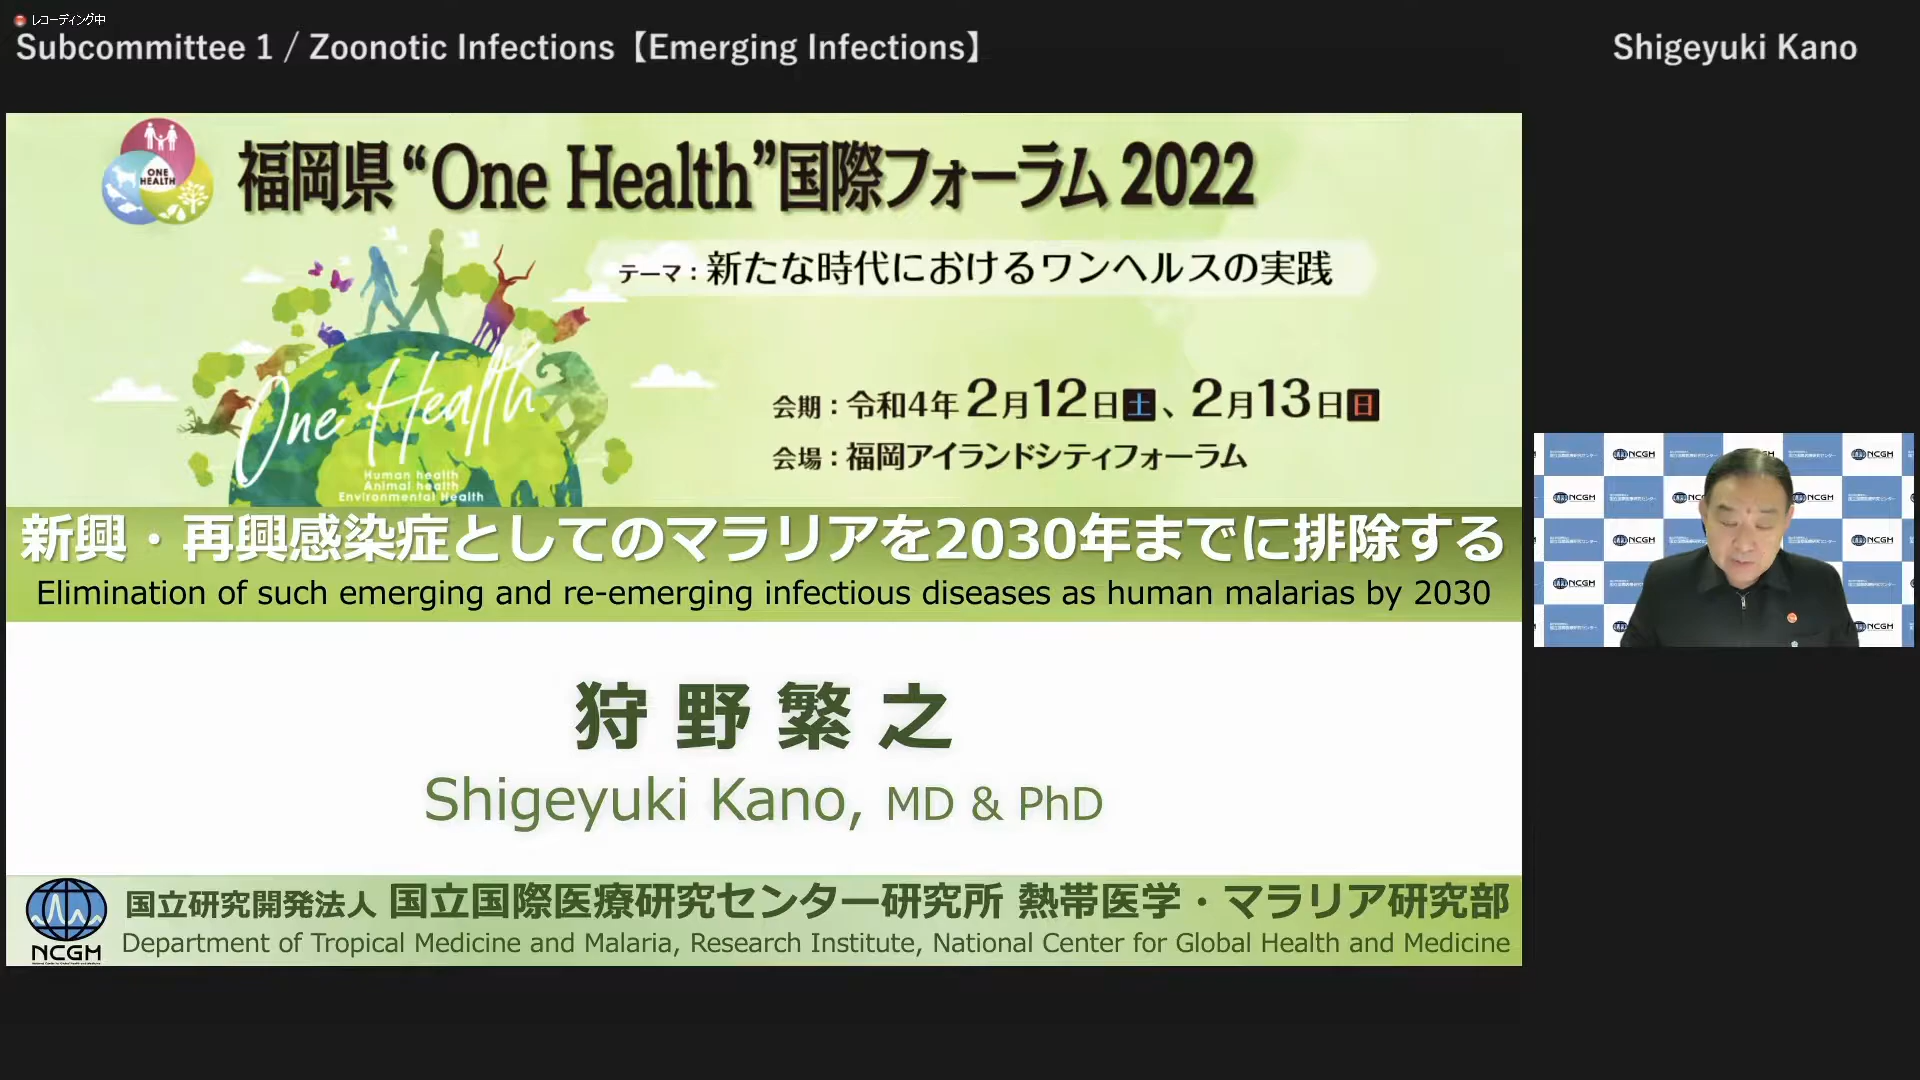 レコーディング中
Subcommittee 1 / Zoonotic Infections【Emerging Infections】
Shigeyuki Kano
ONE
HEALTH
福岡県“One Health”国際フォーラム 2022
テーマ：新たな時代におけるワンヘルスの実践
One Health
Human health
Animal health
Environmental Health
会期：令和4年2月12日土、2月13日日
会場：福岡アイランドシティフォーラム
新興・再興感染症としてのマラリアを2030年までに排除する
Elimination of such emerging and re-emerging infectious diseases as human malarias by 2030
狩野繁之
Shigeyuki Kano, MD & PhD
国立研究開発法人 国立国際医療研究センター研究所 熱帯医学・マラリア研究部
NCGM
Department of Tropical Medicine and Malaria, Research Institute, National Center for Global Health and Medicine
NCGM
NCGM
NCGM
NCGM
NCGM
NCGM
NCGM
NCGM
NCGM